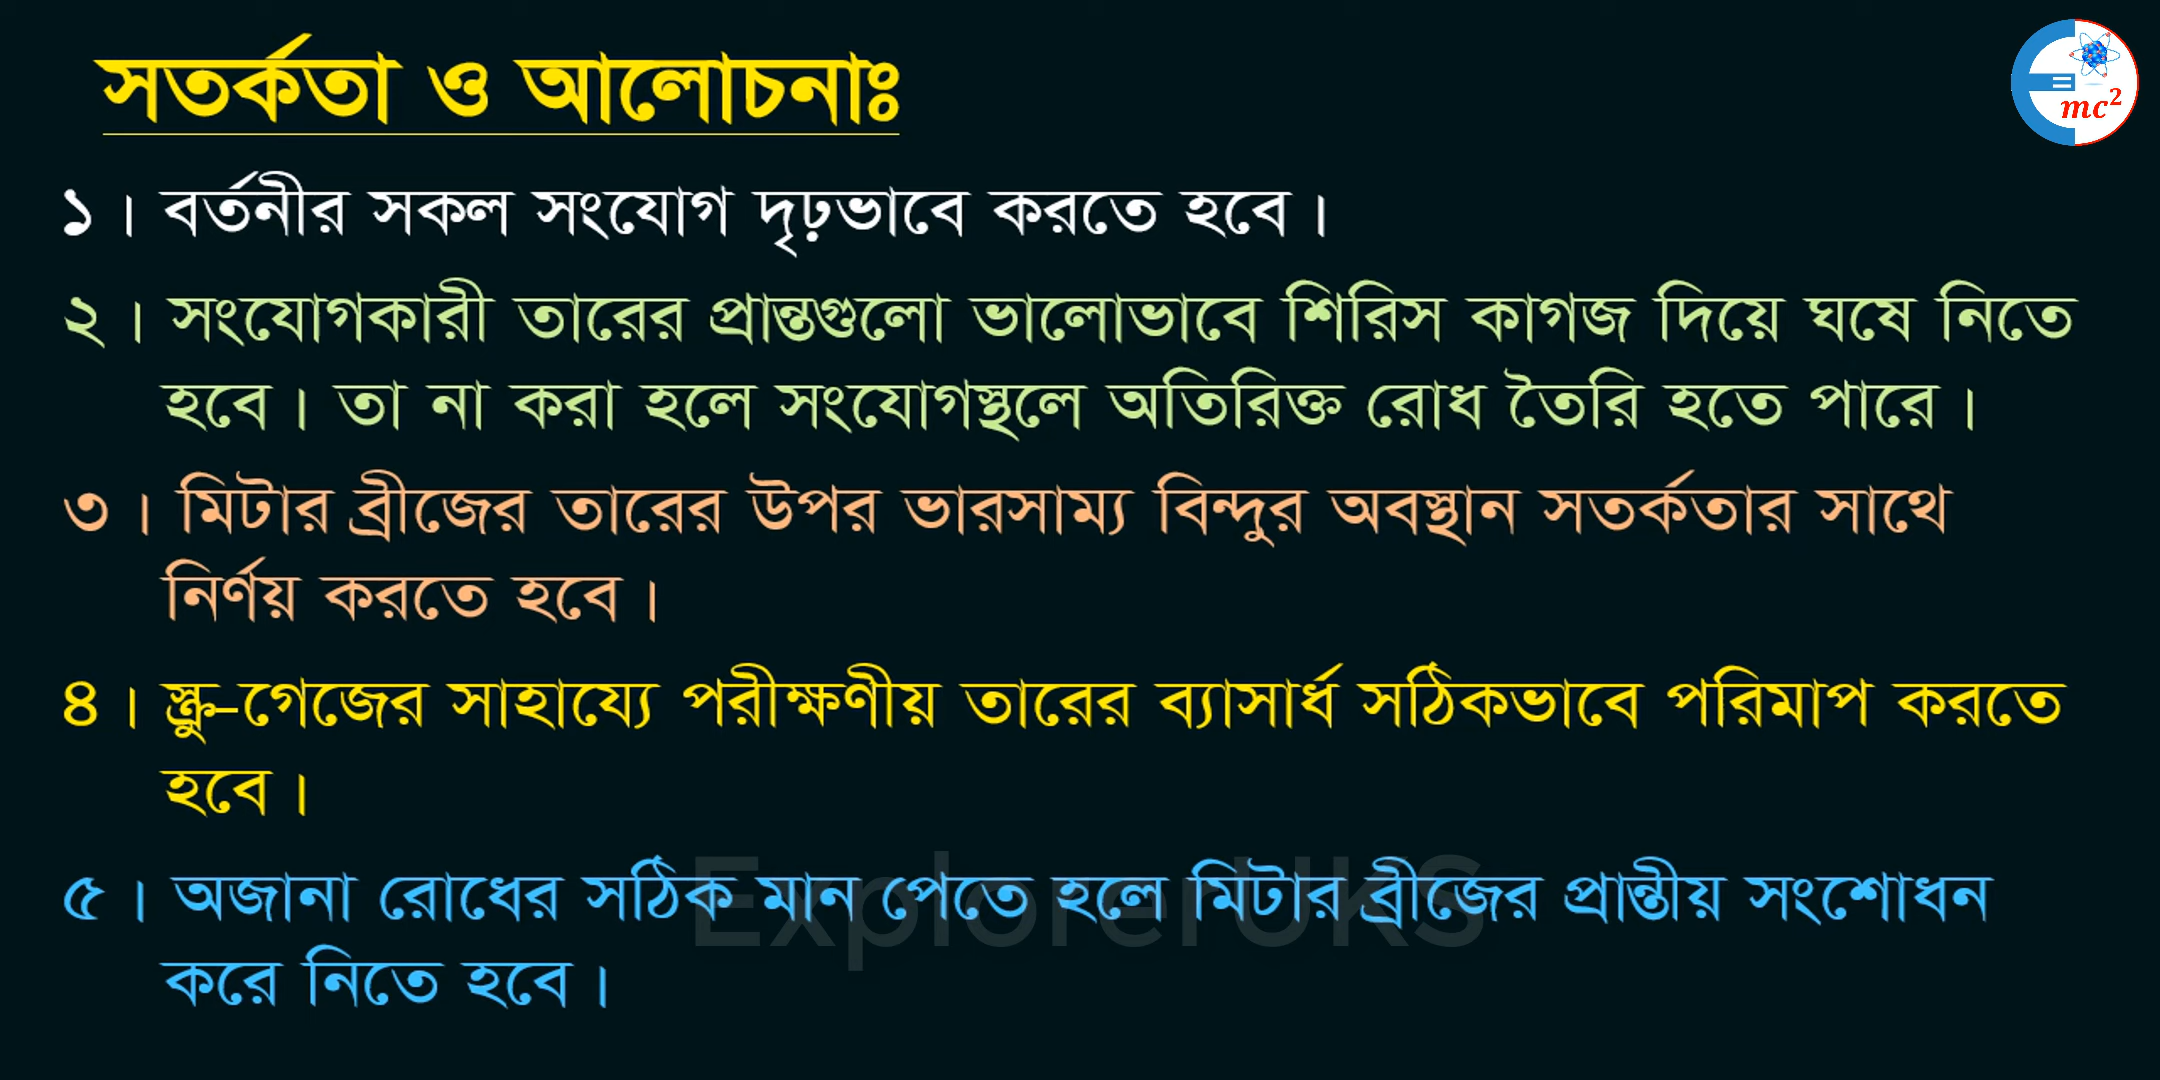 সতর্কতা ও আলোচনাঃ
E=mc²
১। বর্তনীর সকল সংযোগ দৃঢ়ভাবে করতে হবে।
২। সংযোগকারী তারের প্রান্তগুলো ভালোভাবে শিরিস কাগজ দিয়ে ঘষে নিতে
হবে। তা না করা হলে সংযোগস্থলে অতিরিক্ত রোধ তৈরি হতে পারে।
৩। মিটার ব্রীজের তারের উপর ভারসাম্য বিন্দুর অবস্থান সতর্কতার সাথে
নির্ণয় করতে হবে।
৪। স্ক্রু-গেজের সাহায্যে পরীক্ষণীয় তারের ব্যাসার্ধ সঠিকভাবে পরিমাপ করতে
হবে।
৫। অজানা রোধের সঠিক মান পেতে হলে মিটার ব্রীজের প্রান্তীয় সংশোধন
ExplorerUKS
করে নিতে হবে।